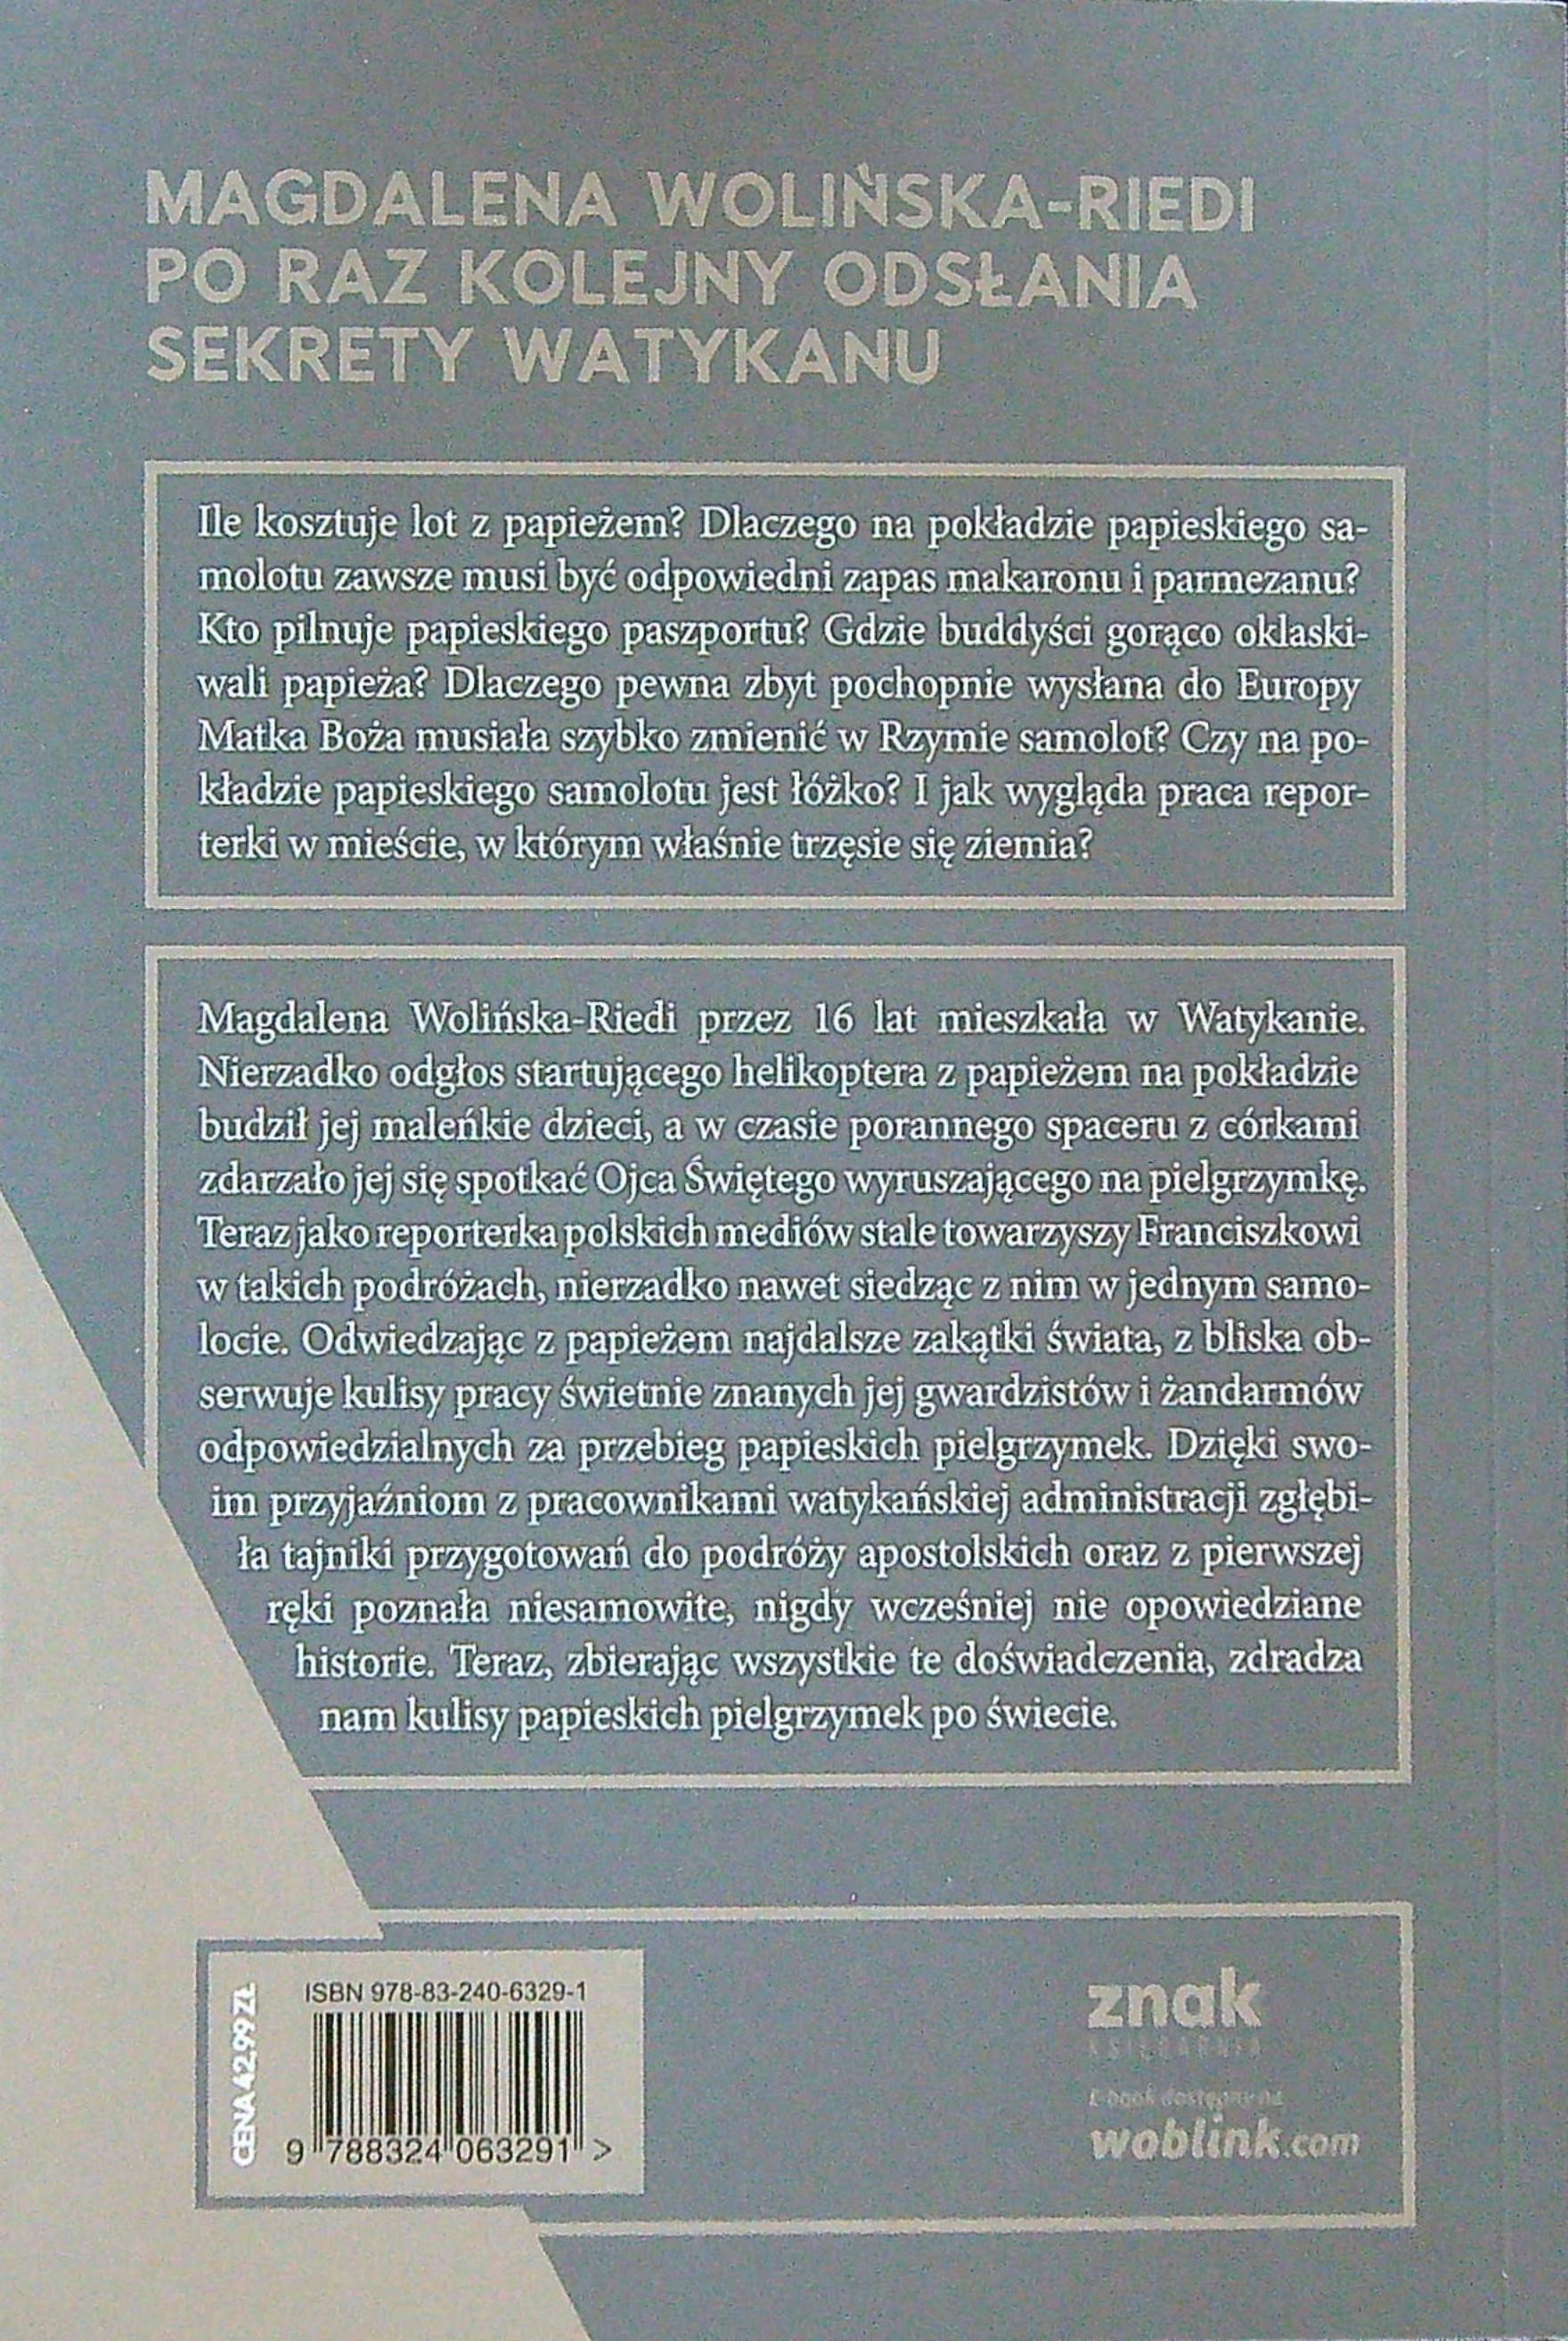 MAGDALENA WOLIŃSKA-RIEDI
PO RAZ KOLEJNY ODSŁANIA
SEKRETY WATYKANU
Ile kosztuje lot z papieżem? Dlaczego na pokładzie papieskiego sa-
molotu zawsze musi być odpowiedni zapas makaronu i parmezanu?
Kto pilnuje papieskiego paszportu? Gdzie buddyści gorąco oklaski-
wali papieża? Dlaczego pewna zbyt pochopnie wysłana do Europy
Matka Boża musiała szybko zmienić w Rzymie samolot? Czy na po-
kładzie papieskiego samolotu jest łóżko? I jak wygląda praca repor-
terki w mieście, w którym właśnie trzęsie się ziemia?
Magdalena Wolińska-Riedi przez 16 lat mieszkała w Watykanie.
Nierzadko odgłos startującego helikoptera z papieżem na pokładzie
budził jej maleńkie dzieci, a w czasie porannego spaceru z córkami
zdarzało jej się spotkać Ojca Świętego wyruszającego na pielgrzymkę.
Teraz jako reporterka polskich mediów stale towarzyszy Franciszkowi
w takich podróżach, nierzadko nawet siedząc z nim w jednym samo-
locie. Odwiedzając z papieżem najdalsze zakątki świata, z bliska ob-
serwuje kulisy pracy świetnie znanych jej gwardzistów i żandarmów
odpowiedzialnych za przebieg papieskich pielgrzymek. Dzięki swo-
im przyjaźniom z pracownikami watykańskiej administracji zgłębi-
ła tajniki przygotowań do podróży apostolskich oraz z pierwszej
ręki poznała niesamowite, nigdy wcześniej nie opowiedziane
historie. Teraz, zbierając wszystkie te doświadczenia, zdradza
nam kulisy papieskich pielgrzymek po świecie.
CENA 42,99 ZŁ
ISBN 978-83-240-6329-1
9 788324 063291 >
znak
KSIĘGARNIA
E-book dostępny na
woblink.com